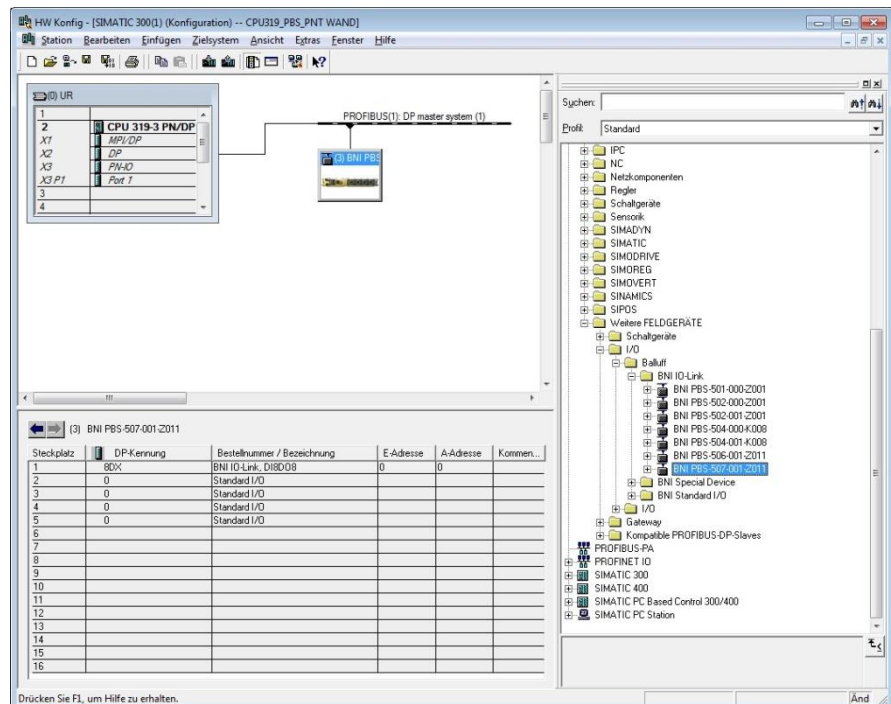 HW Konfig - [SIMATIC 300(1) (Konfiguration) -- CPU319_PBS_PNT WAND]
Station Bearbeiten Einfügen Zielsystem Ansicht Extras Fenster Hilfe
(0) UR
1
2 CPU 319-3 PN/DP
X1 MPI/DP
X2 DP
X3 PN-IO
X3 P1 Port 1
3
4
PROFIBUS(1): DP master system (1)
(3) BNI PBS
Suchen:
Profil: Standard
IPC
NC
Netzkomponenten
Regler
Schaltgeräte
Sensorik
SIMADYN
SIMATIC
SIMODRIVE
SIMOREG
SIMOVERT
SINAMICS
SIPOS
Weitere FELDGERÄTE
Schaltgeräte
I/O
Balluff
BNI IO-Link
BNI PBS-501-000-Z001
BNI PBS-502-000-Z001
BNI PBS-502-001-Z001
BNI PBS-504-000-K008
BNI PBS-504-001-K008
BNI PBS-506-001-Z011
BNI PBS-507-001-Z011
BNI Special Device
BNI Standard I/O
I/O
Gateway
Kompatible PROFIBUS-DP-Slaves
PROFIBUS-PA
PROFINET IO
SIMATIC 300
SIMATIC 400
SIMATIC PC Based Control 300/400
SIMATIC PC Station
(3) BNI PBS-507-001-Z011
Steckplatz DP-Kennung Bestellnummer / Bezeichnung E-Adresse A-Adresse Kommen...
1 8DX BNI IO-Link, DI8DO8 0 0
2 0 Standard I/O
3 0 Standard I/O
4 0 Standard I/O
5 0 Standard I/O
6
7
8
9
10
11
12
13
14
15
16
Drücken Sie F1, um Hilfe zu erhalten.
Änd